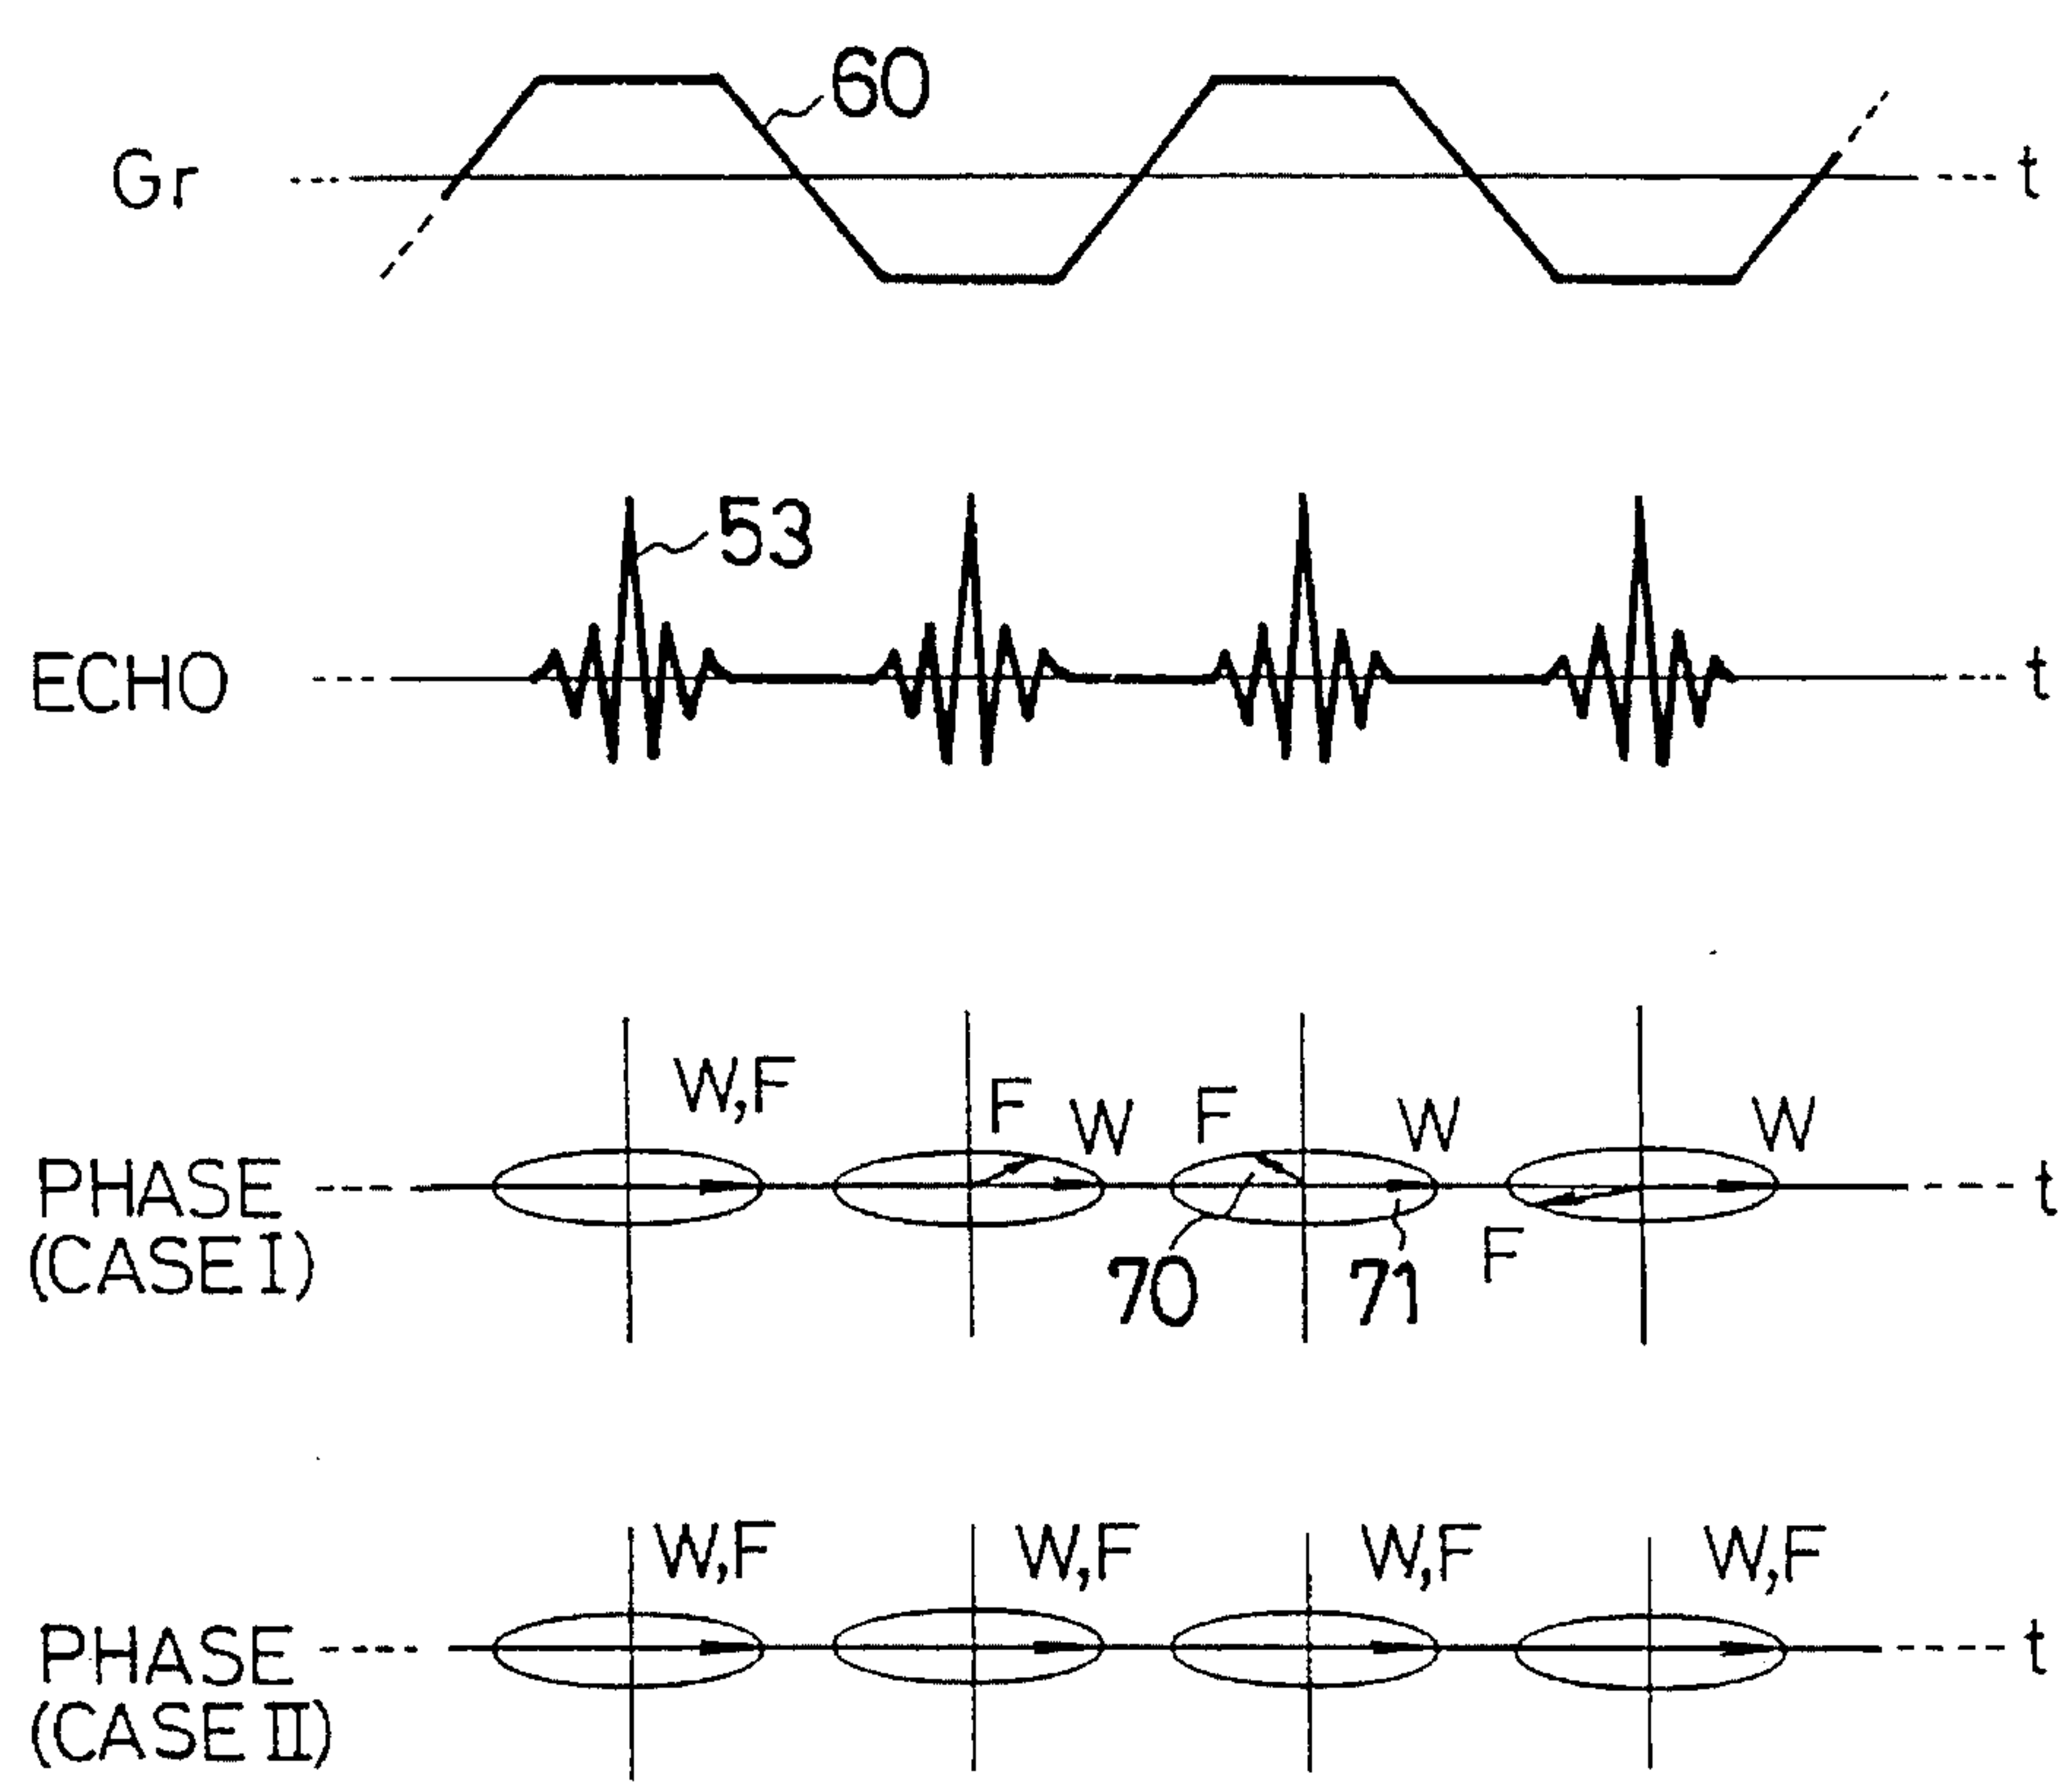 60
Gr t
53
ECHO t
W,F F W F W W
PHASE t
(CASE I) 70 71 F
W,F W,F W,F W,F
PHASE t
(CASE II)